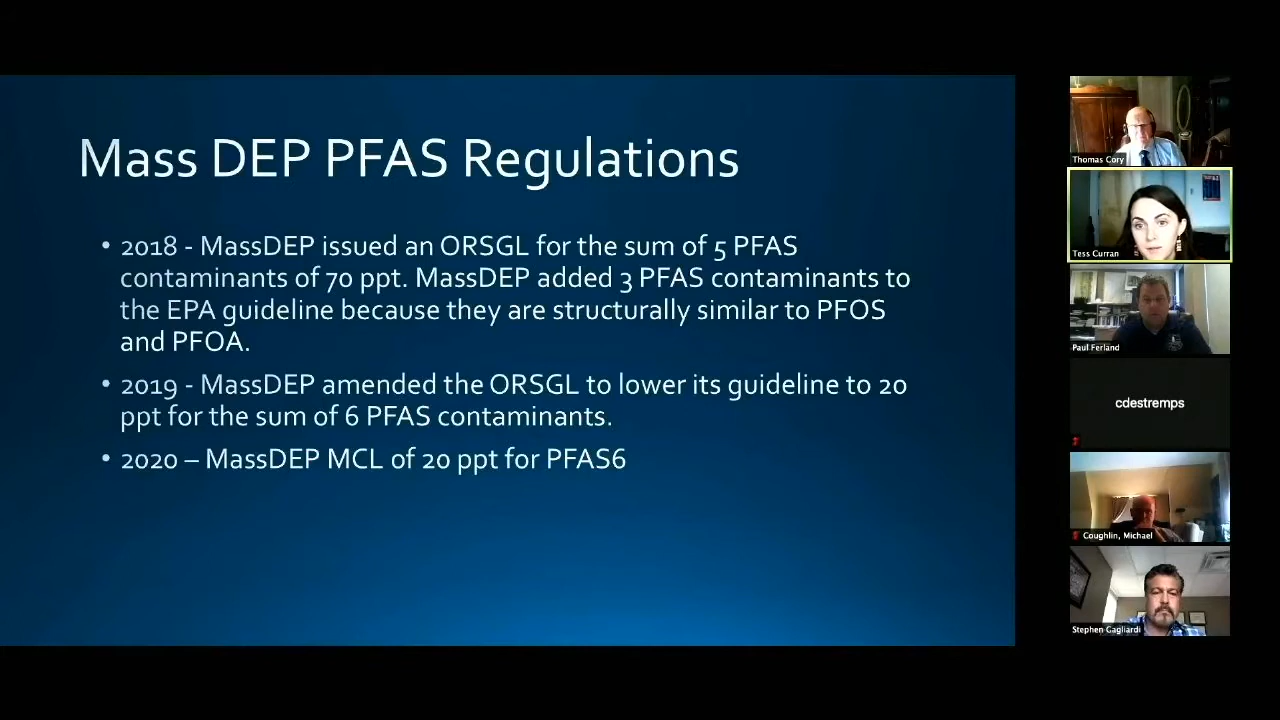 Mass DEP PFAS Regulations
• 2018 - MassDEP issued an ORSGL for the sum of 5 PFAS
contaminants of 70 ppt. MassDEP added 3 PFAS contaminants to
the EPA guideline because they are structurally similar to PFOS
and PFOA.
• 2019 - MassDEP amended the ORSGL to lower its guideline to 20
ppt for the sum of 6 PFAS contaminants.
• 2020 – MassDEP MCL of 20 ppt for PFAS6
Thomas Cory
Tess Curran
Paul Ferland
cdestremps
Coughlin, Michael
Stephen Gagliardi